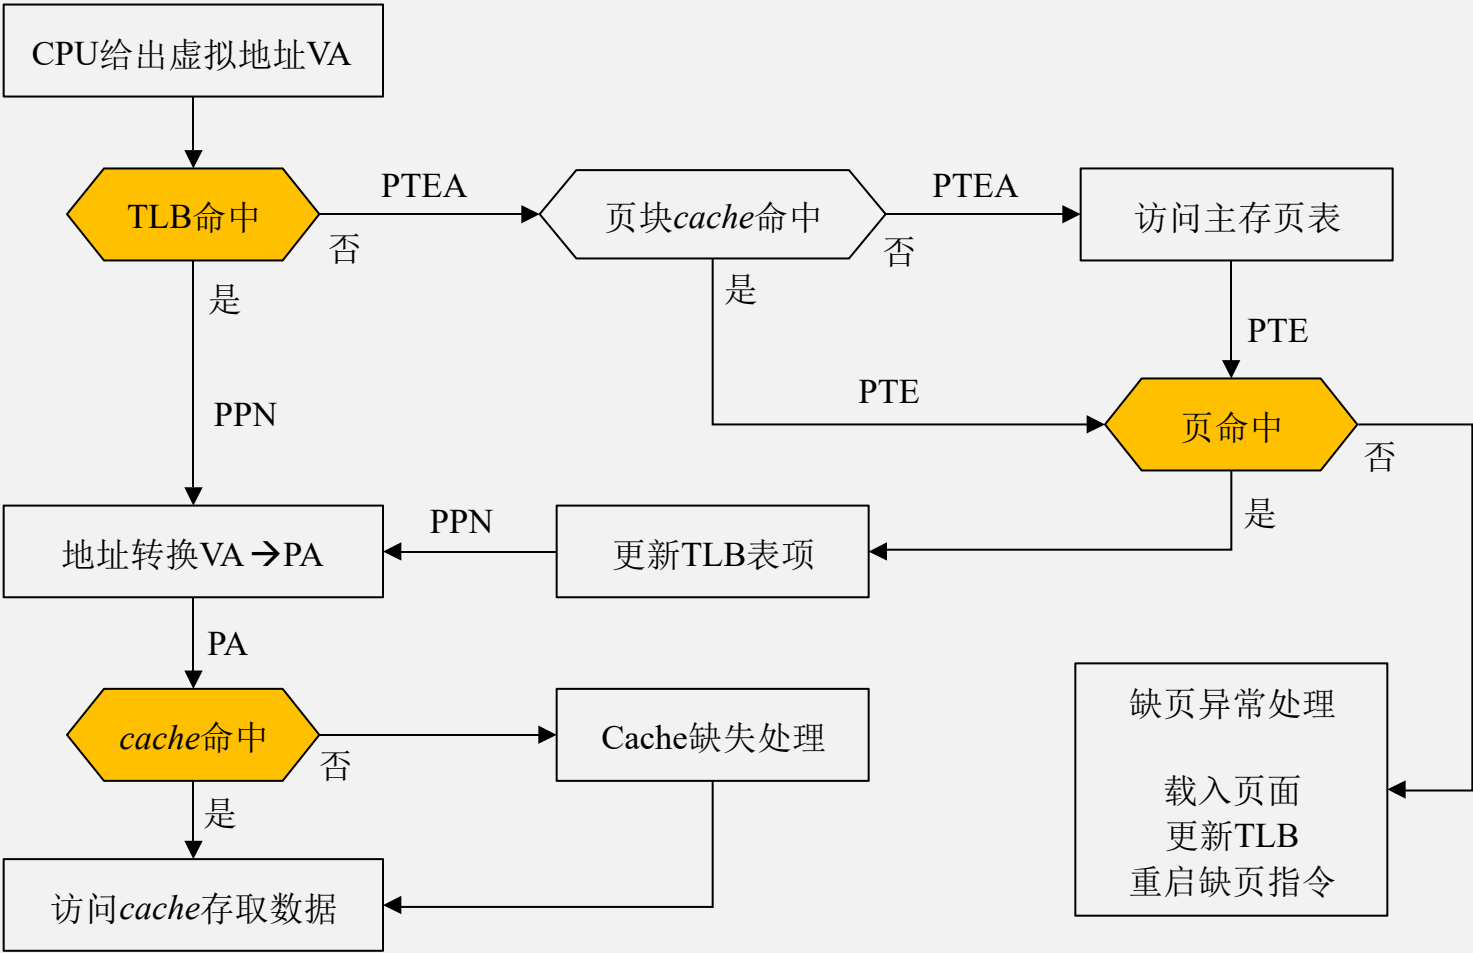 CPU给出虚拟地址VA
TLB命中
PTEA
否
页块cache命中
PTEA
否
访问主存页表
是
是
PTE
PPN
PTE
页命中
否
是
地址转换VA→PA
PPN
更新TLB表项
PA
cache命中
否
Cache缺失处理
是
访问cache存取数据
缺页异常处理
载入页面
更新TLB
重启缺页指令